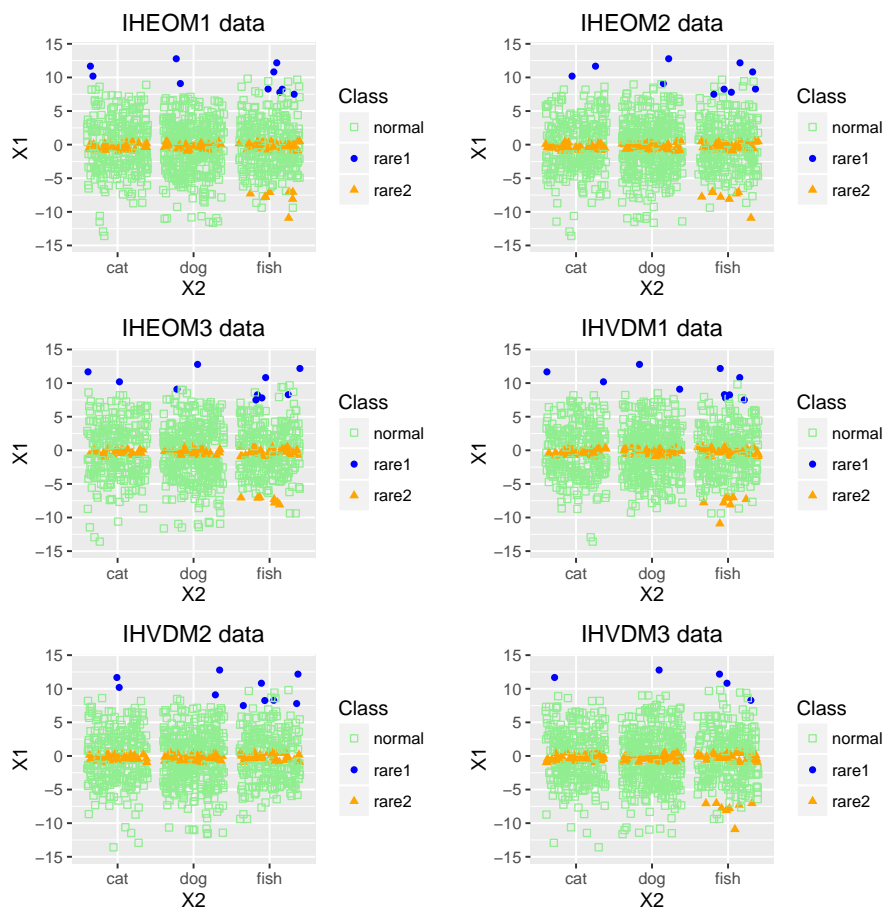 IHEOM1 data
15
10
5
0
−5
−10
−15
X1
cat dog fish
X2
Class
normal
rare1
rare2
IHEOM2 data
15
10
5
0
−5
−10
−15
X1
cat dog fish
X2
Class
normal
rare1
rare2
IHEOM3 data
15
10
5
0
−5
−10
−15
X1
cat dog fish
X2
Class
normal
rare1
rare2
IHVDM1 data
15
10
5
0
−5
−10
−15
X1
cat dog fish
X2
Class
normal
rare1
rare2
IHVDM2 data
15
10
5
0
−5
−10
−15
X1
cat dog fish
X2
Class
normal
rare1
rare2
IHVDM3 data
15
10
5
0
−5
−10
−15
X1
cat dog fish
X2
Class
normal
rare1
rare2